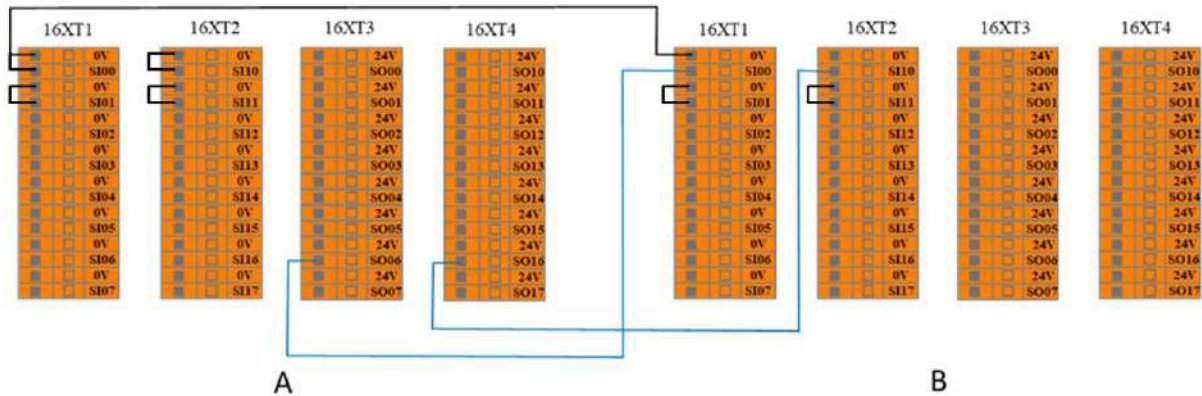 16XT1 16XT2 16XT3 16XT4 16XT1 16XT2 16XT3 16XT4
0V 0V 24V 24V 0V 0V 24V 24V
SI00 SI10 SO00 SO10 SI00 SI10 SO00 SO10
0V 0V 24V 24V 0V 0V 24V 24V
SI01 SI11 SO01 SO11 SI01 SI11 SO01 SO11
0V 0V 24V 24V 0V 0V 24V 24V
SI02 SI12 SO02 SO12 SI02 SI12 SO02 SO12
0V 0V 24V 24V 0V 0V 24V 24V
SI03 SI13 SO03 SO13 SI03 SI13 SO03 SO13
0V 0V 24V 24V 0V 0V 24V 24V
SI04 SI14 SO04 SO14 SI04 SI14 SO04 SO14
0V 0V 24V 24V 0V 0V 24V 24V
SI05 SI15 SO05 SO15 SI05 SI15 SO05 SO15
0V 0V 24V 24V 0V 0V 24V 24V
SI06 SI16 SO06 SO16 SI06 SI16 SO06 SO16
0V 0V 24V 24V 0V 0V 24V 24V
SI07 SI17 SO07 SO17 SI07 SI17 SO07 SO17
A B